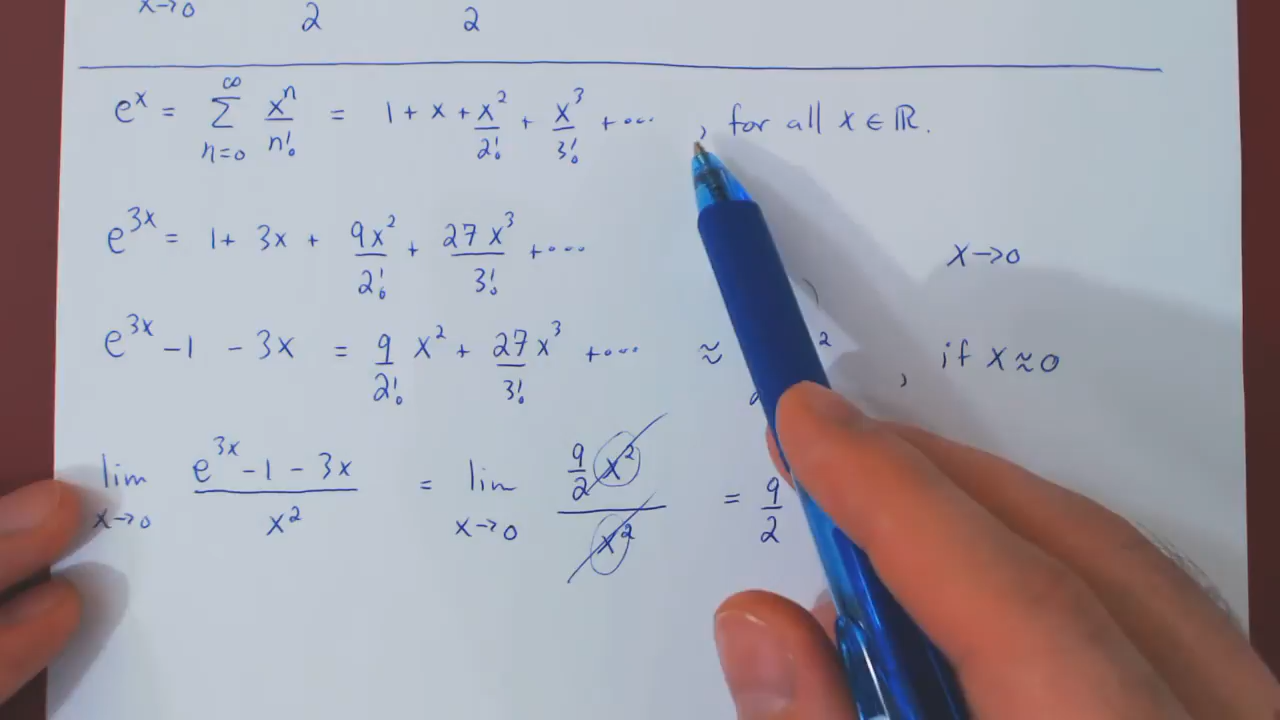 x→0 2 2
e^x = ∑_{n=0}^{∞} x^n/n! = 1 + x + x^2/2! + x^3/3! + ··· , for all x ∈ ℝ.
e^{3x} = 1 + 3x + 9x^2/2! + 27x^3/3! + ···· x→0
e^{3x} - 1 - 3x = 9/2! x^2 + 27x^3/3! + ···· ≈ 2 , if x ≈ 0
lim_{x→0} (e^{3x} - 1 - 3x)/x^2 = lim_{x→0} (9/2 x^2)/x^2 = 9/2